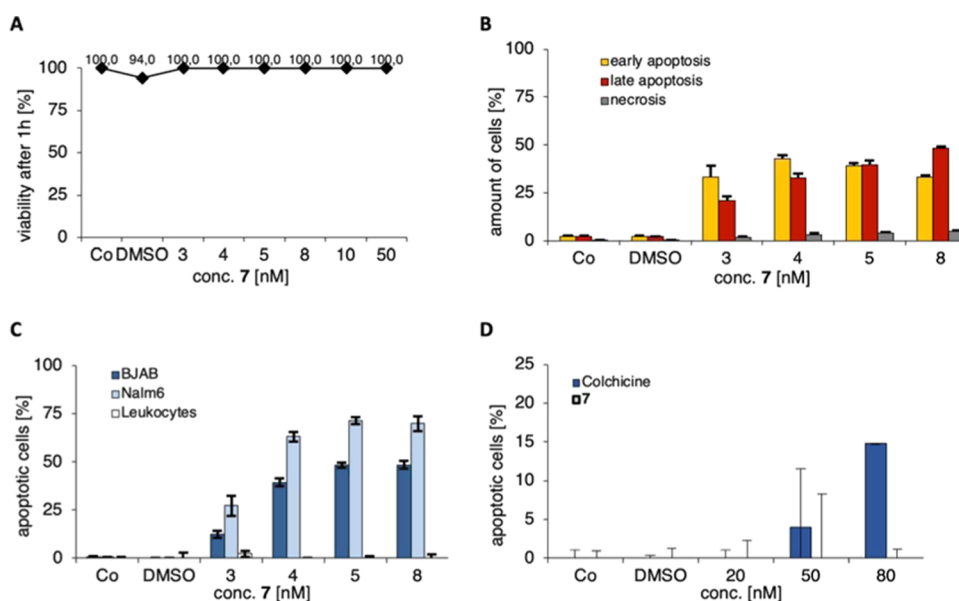 A
100,0 94,0 100,0 100,0 100,0 100,0 100,0 100,0
100
75
50
25
0
viability after 1h [%]
Co DMSO 3 4 5 8 10 50
conc. 7 [nM]
B
100
75
50
25
0
amount of cells [%]
early apoptosis
late apoptosis
necrosis
Co DMSO 3 4 5 8
conc. 7 [nM]
C
100
75
50
25
0
apoptotic cells [%]
BJAB
Nalm6
Leukocytes
Co DMSO 3 4 5 8
conc. 7 [nM]
D
25
20
15
10
5
0
apoptotic cells [%]
Colchicine
7
Co DMSO 20 50 80
conc. [nM]